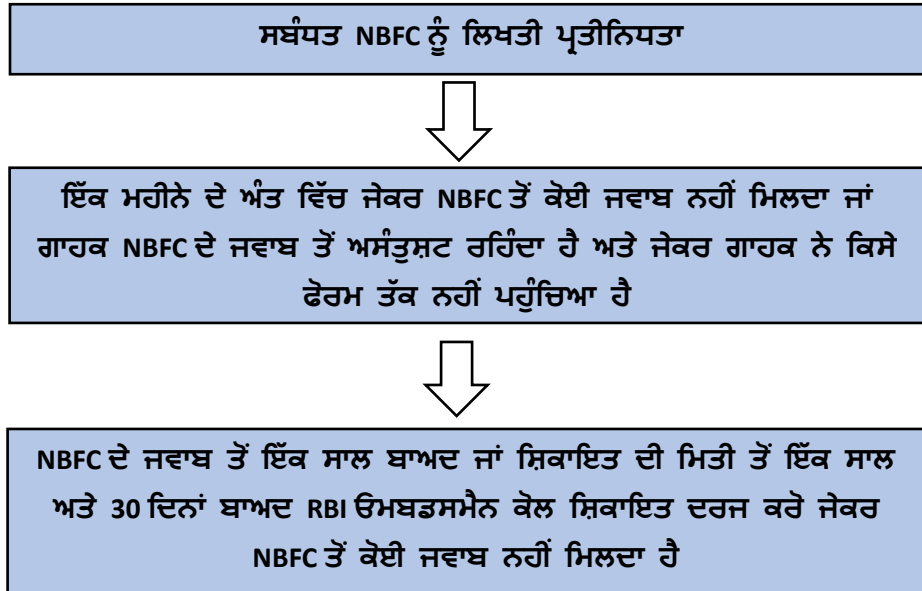 ਸਬੰਧਤ NBFC ਨੂੰ ਲਿਖਤੀ ਪ੍ਰਤੀਨਿਧਤਾ
ਇੱਕ ਮਹੀਨੇ ਦੇ ਅੰਤ ਵਿੱਚ ਜੇਕਰ NBFC ਤੋਂ ਕੋਈ ਜਵਾਬ ਨਹੀਂ ਮਿਲਦਾ ਜਾਂ
ਗਾਹਕ NBFC ਦੇ ਜਵਾਬ ਤੋਂ ਅਸੰਤੁਸ਼ਟ ਰਹਿੰਦਾ ਹੈ ਅਤੇ ਜੇਕਰ ਗਾਹਕ ਨੇ ਕਿਸੇ
ਫੋਰਮ ਤੱਕ ਨਹੀਂ ਪਹੁੰਚਿਆ ਹੈ
NBFC ਦੇ ਜਵਾਬ ਤੋਂ ਇੱਕ ਸਾਲ ਬਾਅਦ ਜਾਂ ਸ਼ਿਕਾਇਤ ਦੀ ਮਿਤੀ ਤੋਂ ਇੱਕ ਸਾਲ
ਅਤੇ 30 ਦਿਨਾਂ ਬਾਅਦ RBI ਓਮਬਡਸਮੈਨ ਕੋਲ ਸ਼ਿਕਾਇਤ ਦਰਜ ਕਰੋ ਜੇਕਰ
NBFC ਤੋਂ ਕੋਈ ਜਵਾਬ ਨਹੀਂ ਮਿਲਦਾ ਹੈ